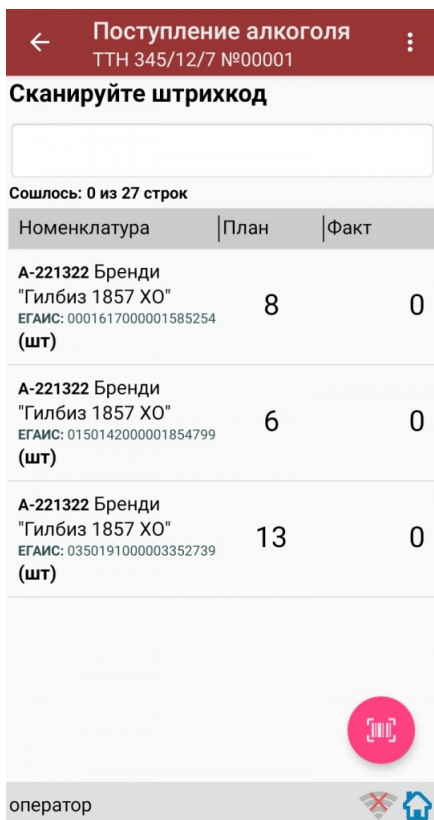 Поступление алкоголя
ТТН 345/12/7 №00001
Сканируйте штрихкод
Сошлось: 0 из 27 строк
Номенклатура План Факт
А-221322 Бренди
"Гилбиз 1857 ХО"
ЕГАИС: 0001617000001585254
(шт)
8 0
А-221322 Бренди
"Гилбиз 1857 ХО"
ЕГАИС: 0150142000001854799
(шт)
6 0
А-221322 Бренди
"Гилбиз 1857 ХО"
ЕГАИС: 0350191000003352739
(шт)
13 0
оператор